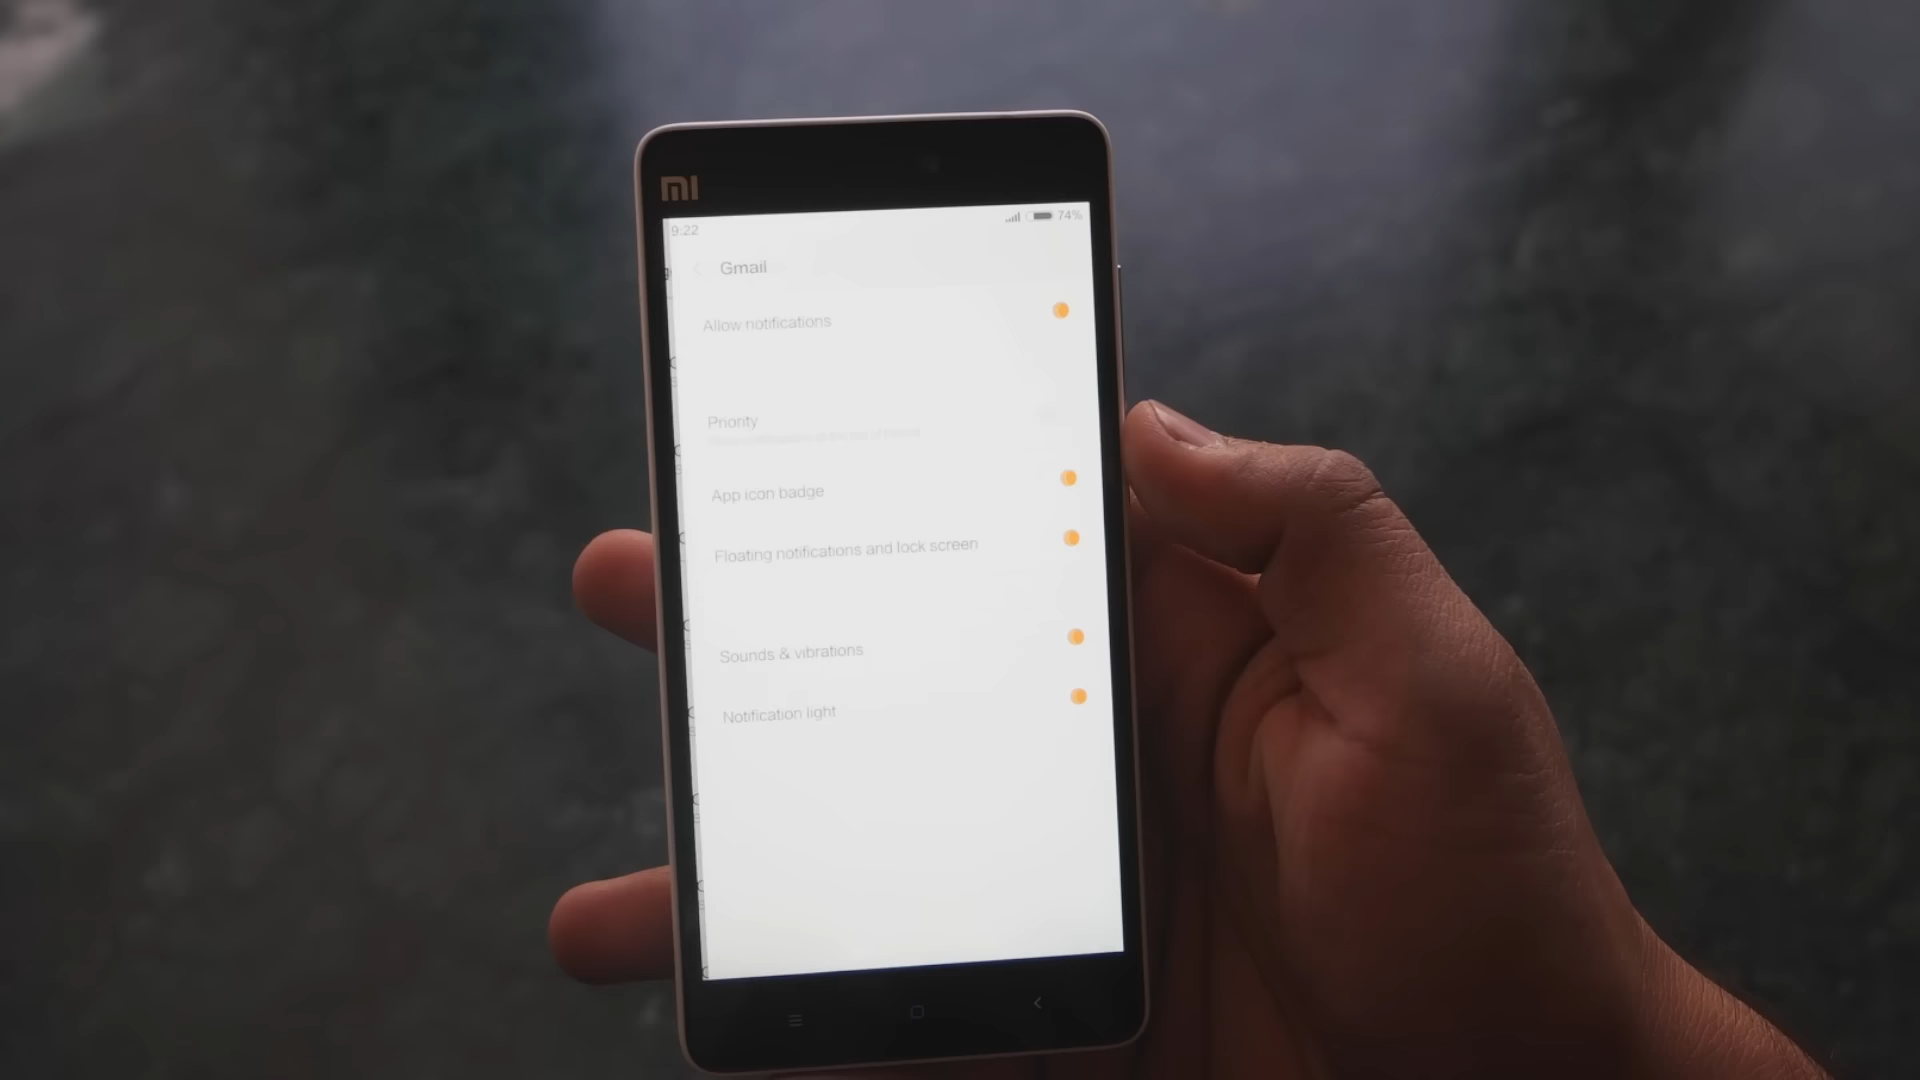 mi
9:22 74%
Gmail
Allow notifications
Priority
App icon badge
Floating notifications and lock screen
Sounds & vibrations
Notification light